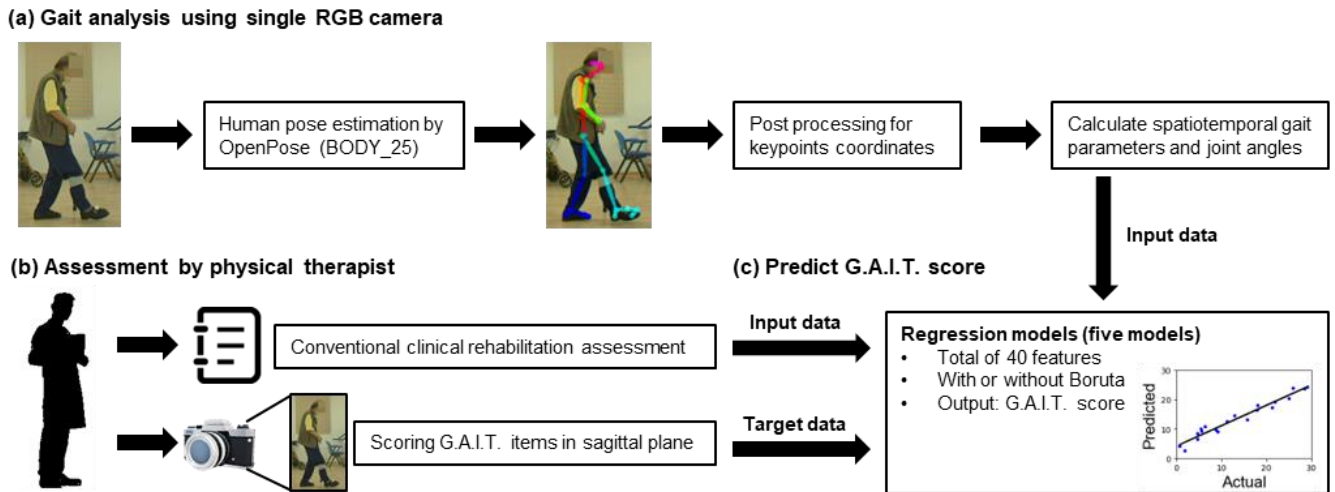 (a) Gait analysis using single RGB camera
Human pose estimation by
OpenPose (BODY_25)
Post processing for
keypoints coordinates
Calculate spatiotemporal gait
parameters and joint angles
Input data
(b) Assessment by physical therapist
(c) Predict G.A.I.T. score
Conventional clinical rehabilitation assessment
Input data
Scoring G.A.I.T. items in sagittal plane
Target data
Regression models (five models)
• Total of 40 features
• With or without Boruta
• Output: G.A.I.T. score
Predicted
30
20
10
0
0 10 20 30
Actual